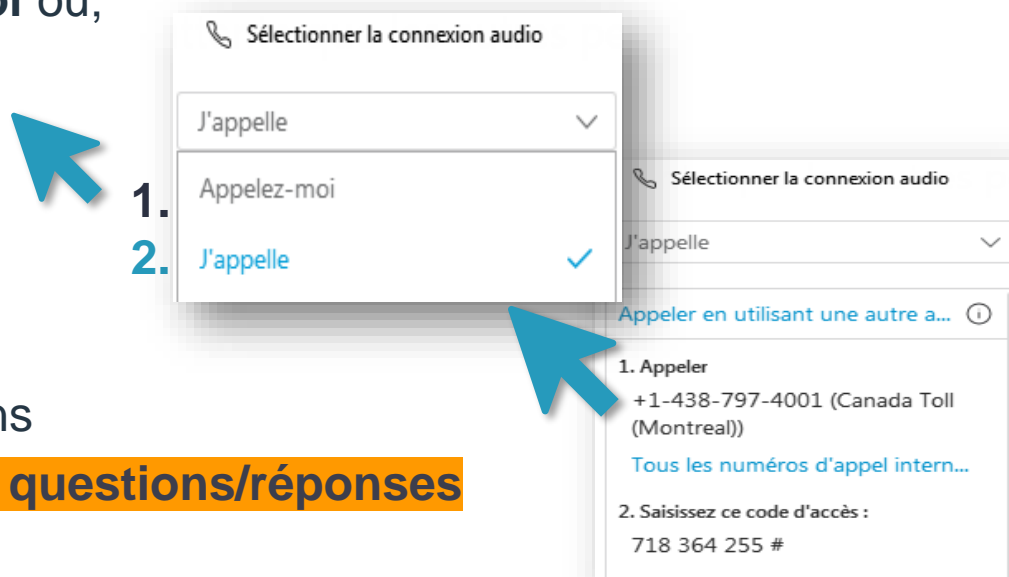 oi ou,
Sélectionner la connexion audio
J'appelle
1. Appelez-moi
2. J'appelle
Sélectionner la connexion audio
J'appelle
Appeler en utilisant une autre a...
1. Appeler
+1-438-797-4001 (Canada Toll
(Montreal))
Tous les numéros d'appel intern...
2. Saisissez ce code d'accès :
718 364 255 #
ns
questions/réponses